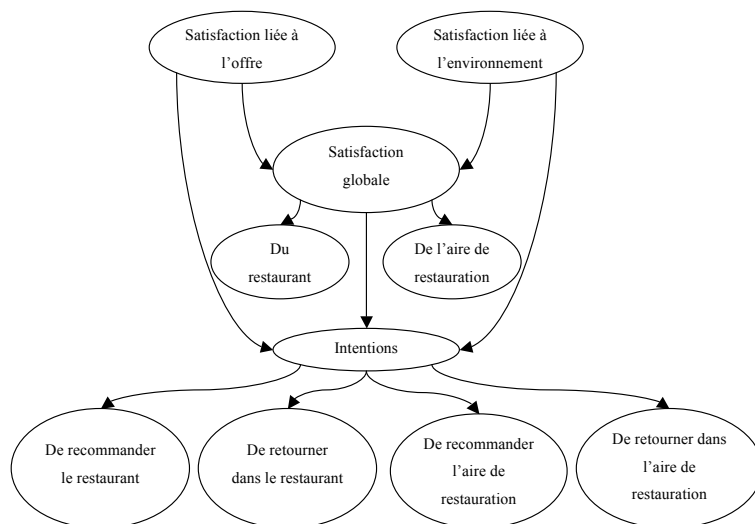 Satisfaction liée à
l'offre
Satisfaction liée à
l'environnement
Satisfaction
globale
Du
restaurant
De l'aire de
restauration
Intentions
De recommander
le restaurant
De retourner
dans le restaurant
De recommander
l'aire de
restauration
De retourner dans
l'aire de
restauration